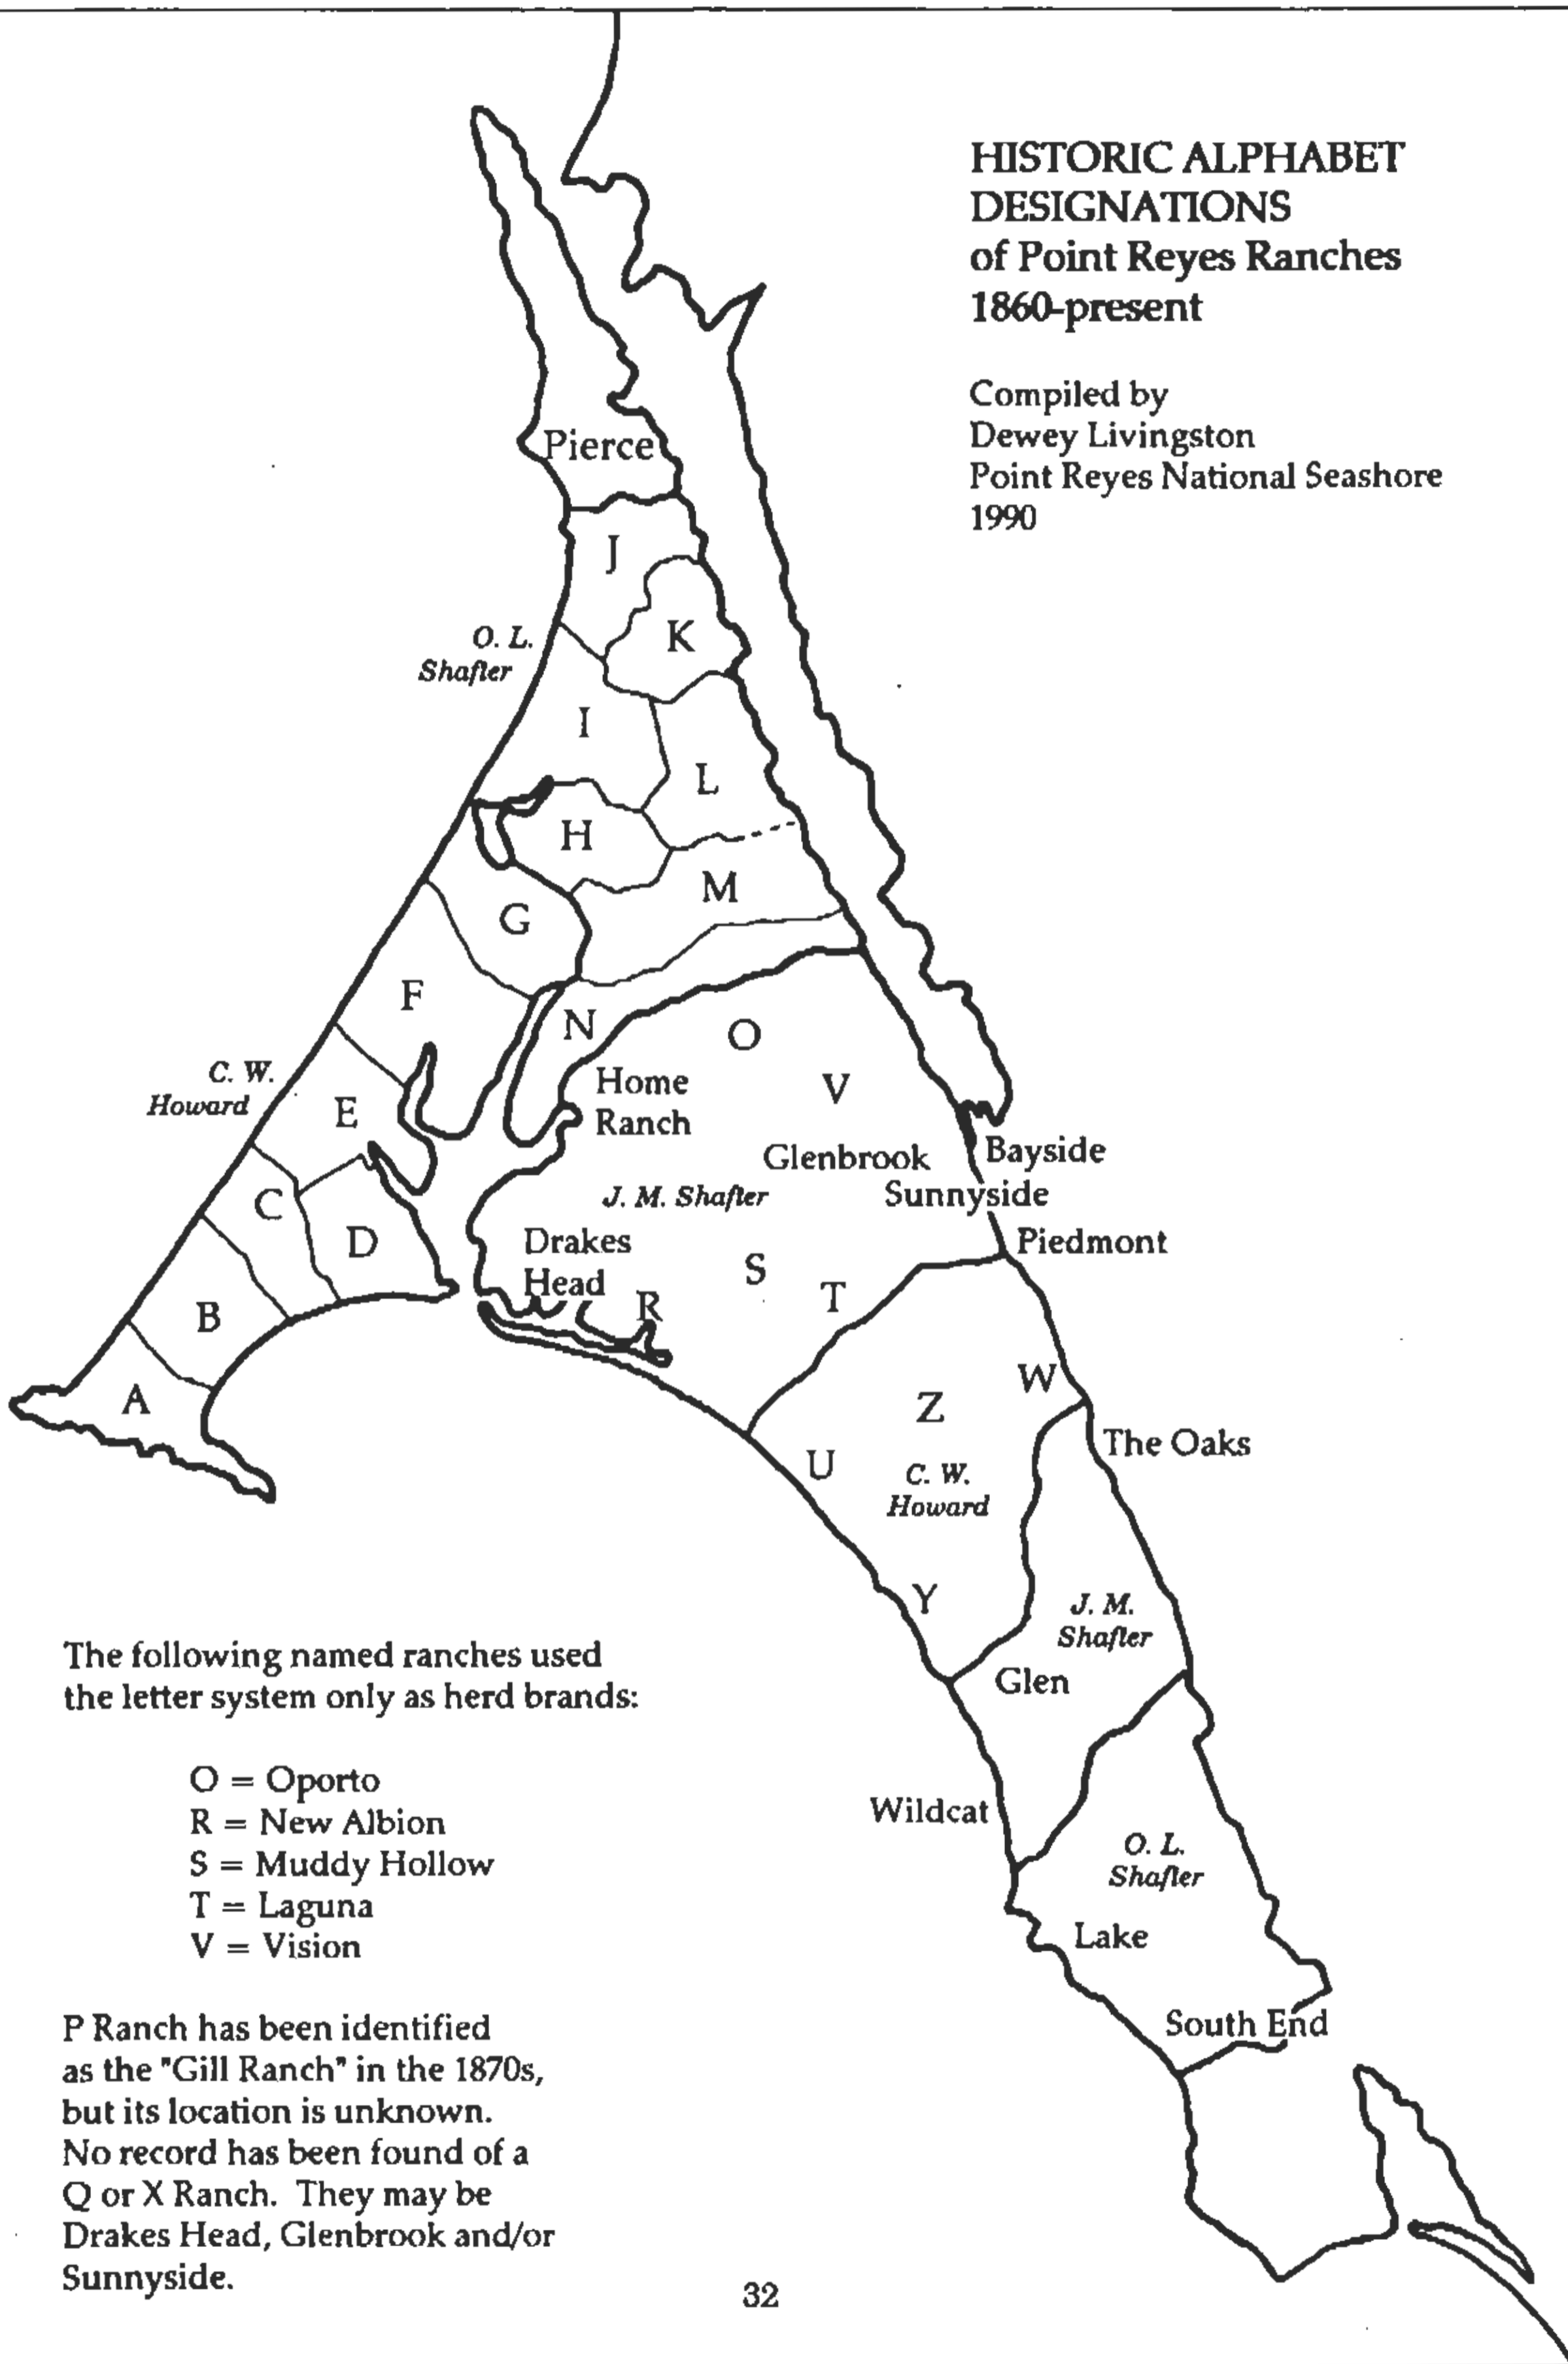 HISTORIC ALPHABET
DESIGNATIONS
of Point Reyes Ranches
1860-present
Compiled by
Dewey Livingston
Point Reyes National Seashore
1990
Pierce
J
K
O. L.
Shafter
I
L
H
M
G
F
N
O
C. W.
Howard
E
Home
Ranch
V
Glenbrook
Bayside
Sunnyside
J. M. Shafter
C
D
Drakes
Head
Piedmont
S
T
R
B
A
W
Z
The Oaks
U
C. W.
Howard
Y
J. M.
Shafter
Glen
Wildcat
O. L.
Shafter
Lake
South End
The following named ranches used
the letter system only as herd brands:
O = Oporto
R = New Albion
S = Muddy Hollow
T = Laguna
V = Vision
P Ranch has been identified
as the "Gill Ranch" in the 1870s,
but its location is unknown.
No record has been found of a
Q or X Ranch. They may be
Drakes Head, Glenbrook and/or
Sunnyside.
32